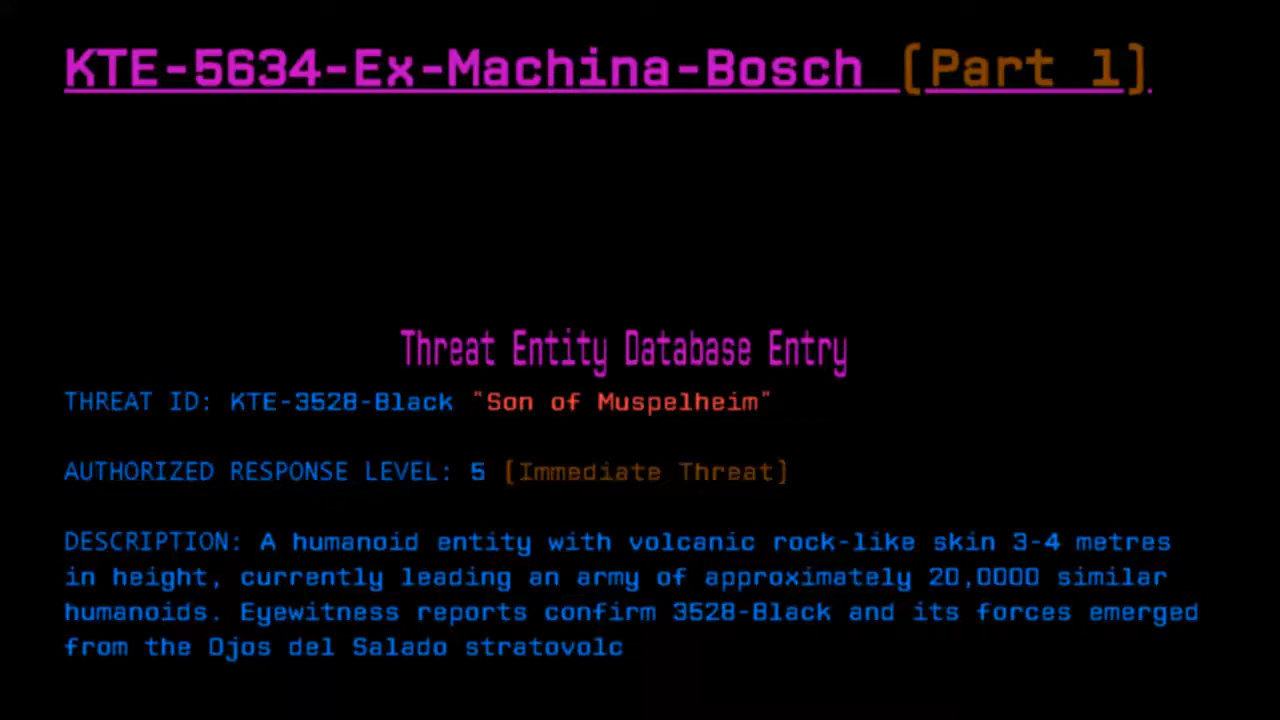 KTE-5634-Ex-Machina-Bosch (Part 1)
Threat Entity Database Entry
THREAT ID: KTE-3528-Black "Son of Muspelheim"
AUTHORIZED RESPONSE LEVEL: 5 (Immediate Threat)
DESCRIPTION: A humanoid entity with volcanic rock-like skin 3-4 metres
in height, currently leading an army of approximately 20,0000 similar
humanoids. Eyewitness reports confirm 3528-Black and its forces emerged
from the Ojos del Salado stratovolc